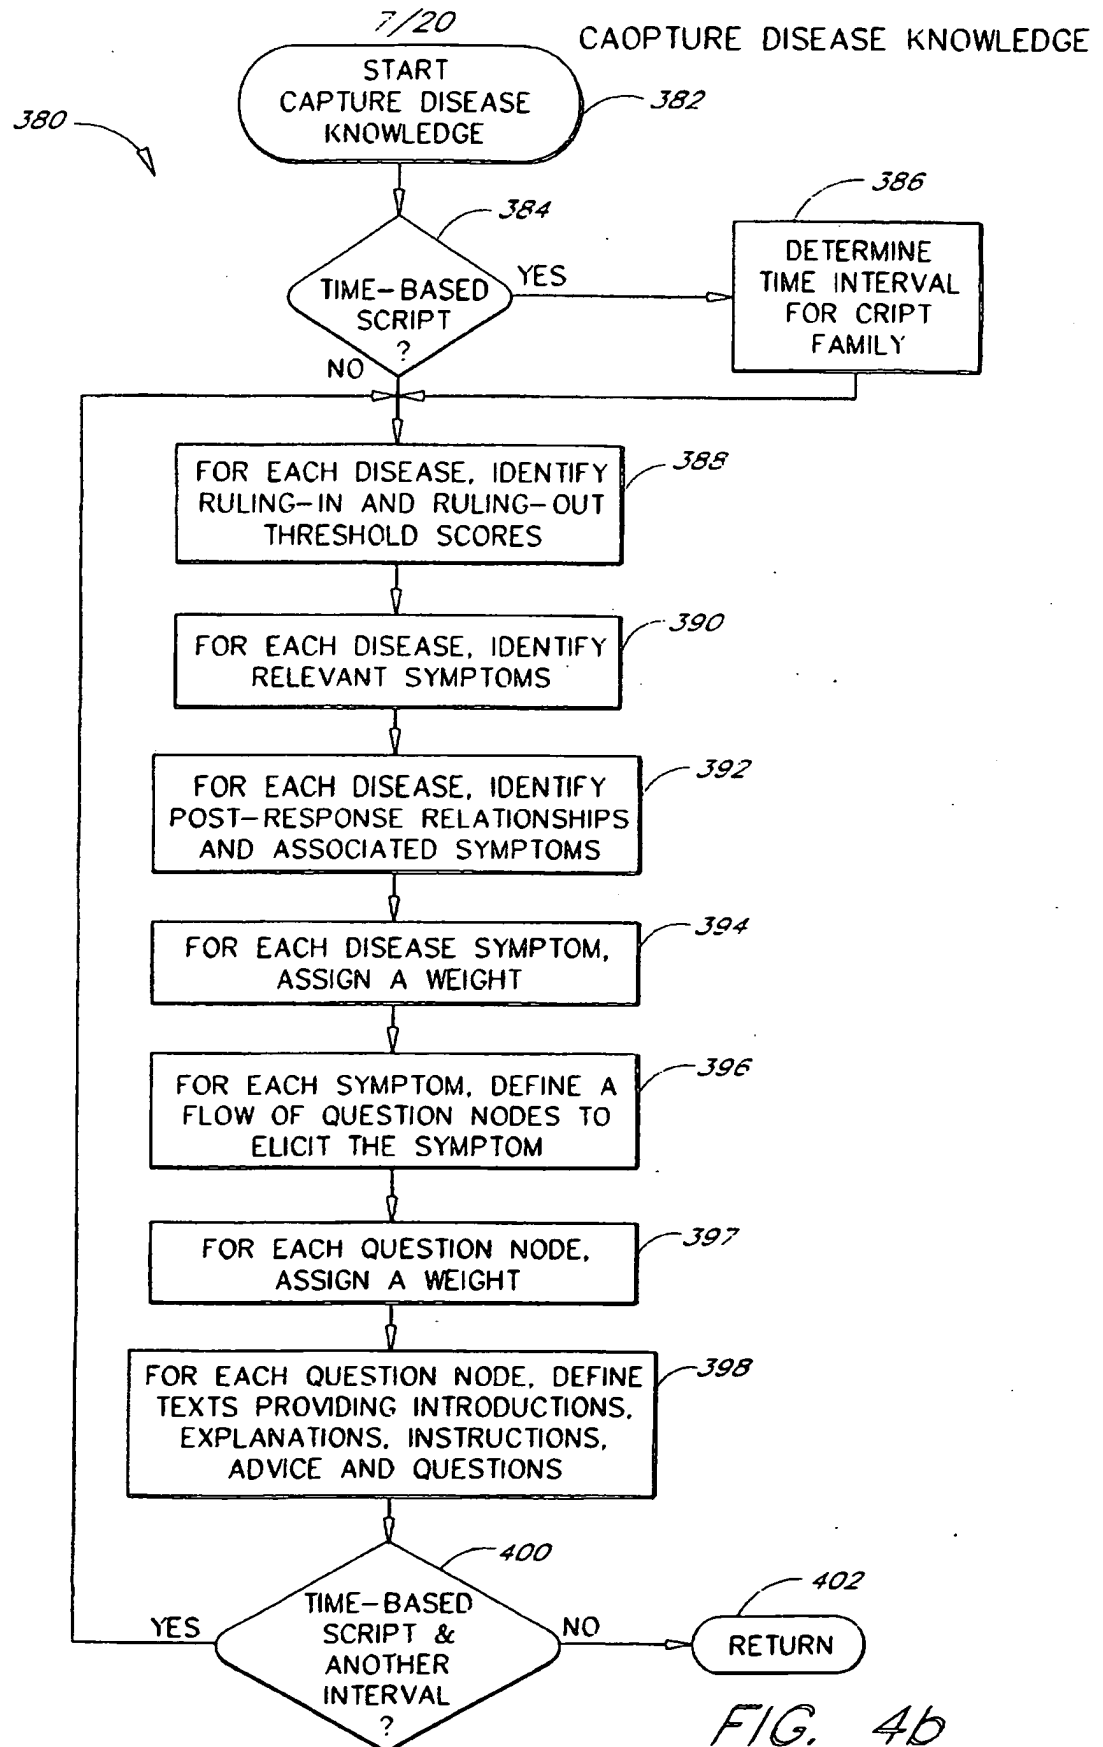 7/20
CAOPTURE DISEASE KNOWLEDGE
START
CAPTURE DISEASE
KNOWLEDGE
382
380
384
386
TIME-BASED
SCRIPT
?
YES
NO
DETERMINE
TIME INTERVAL
FOR CRIPT
FAMILY
FOR EACH DISEASE, IDENTIFY
RULING-IN AND RULING-OUT
THRESHOLD SCORES
388
FOR EACH DISEASE, IDENTIFY
RELEVANT SYMPTOMS
390
FOR EACH DISEASE, IDENTIFY
POST-RESPONSE RELATIONSHIPS
AND ASSOCIATED SYMPTOMS
392
FOR EACH DISEASE SYMPTOM,
ASSIGN A WEIGHT
394
FOR EACH SYMPTOM, DEFINE A
FLOW OF QUESTION NODES TO
ELICIT THE SYMPTOM
396
FOR EACH QUESTION NODE,
ASSIGN A WEIGHT
397
FOR EACH QUESTION NODE, DEFINE
TEXTS PROVIDING INTRODUCTIONS,
EXPLANATIONS, INSTRUCTIONS,
ADVICE AND QUESTIONS
398
400
TIME-BASED
SCRIPT &
ANOTHER
INTERVAL
?
YES
NO
402
RETURN
FIG. 4b